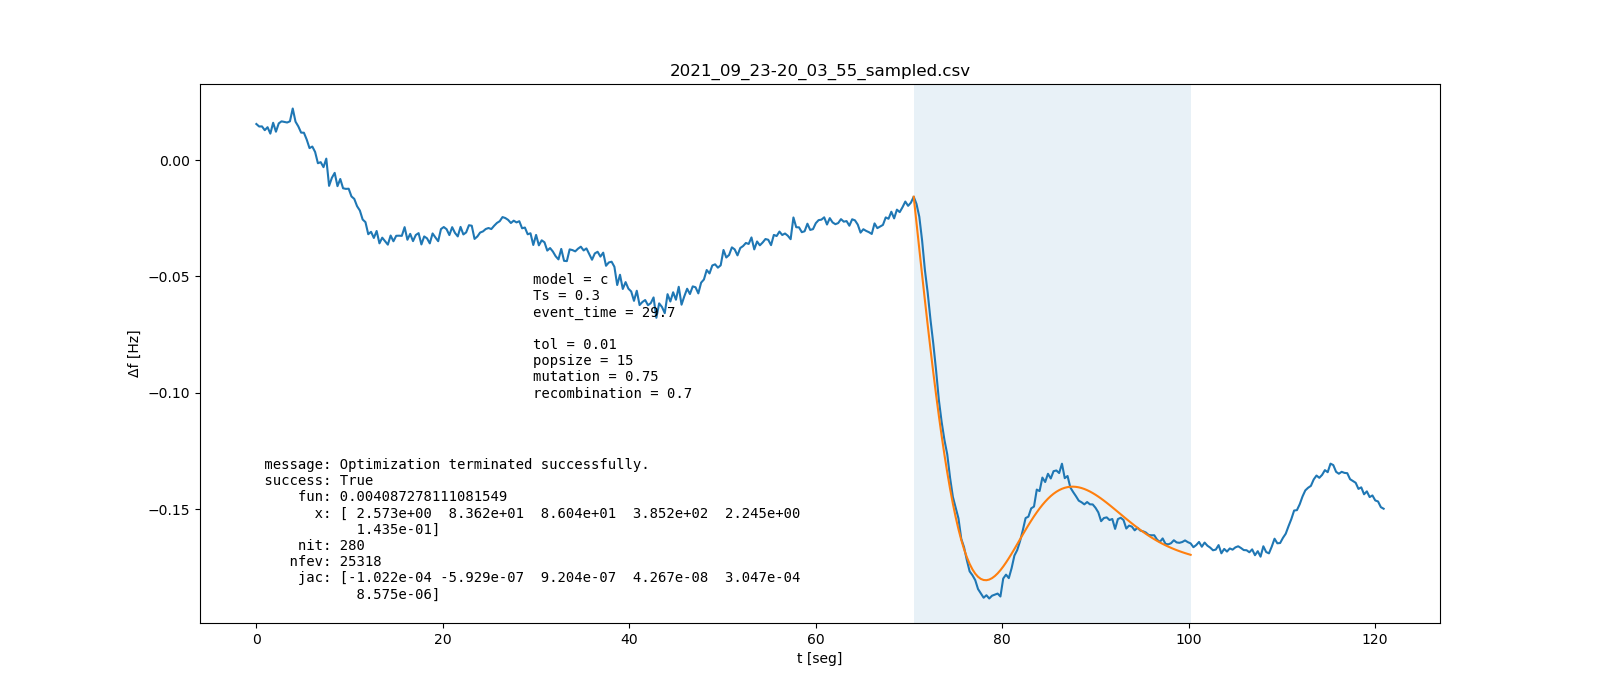 2021_09_23-20_03_55_sampled.csv
0.00
−0.05
−0.10
−0.15
Δf [Hz]
model = c
Ts = 0.3
event_time = 29.7
tol = 0.01
popsize = 15
mutation = 0.75
recombination = 0.7
message: Optimization terminated successfully.
success: True
fun: 0.004087278111081549
x: [ 2.573e+00  8.362e+01  8.604e+01  3.852e+02  2.245e+00
1.435e-01]
nit: 280
nfev: 25318
jac: [-1.022e-04 -5.929e-07  9.204e-07  4.267e-08  3.047e-04
8.575e-06]
0 20 40 60 80 100 120
t [seg]